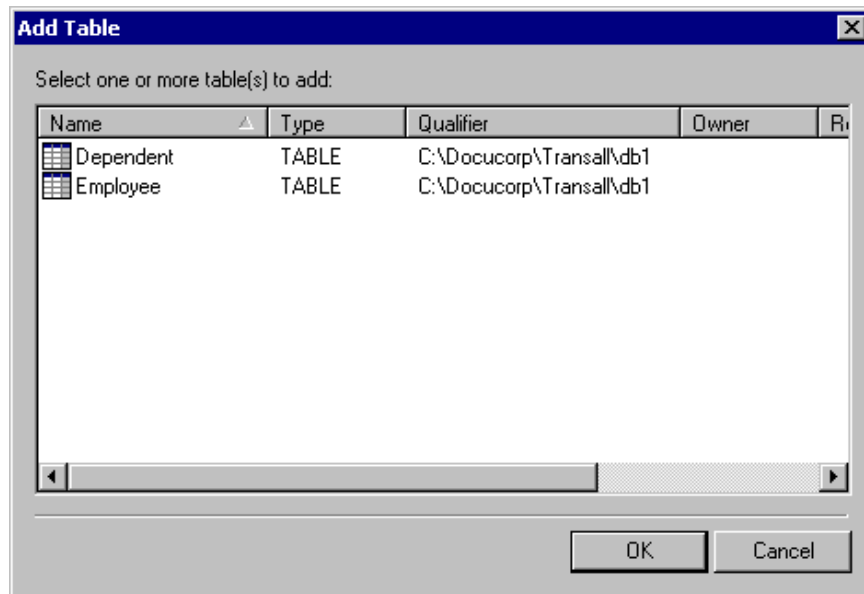 Add Table
Select one or more table(s) to add:
Name Type Qualifier Owner
Dependent TABLE C:\Docucorp\Transall\db1
Employee TABLE C:\Docucorp\Transall\db1
OK Cancel